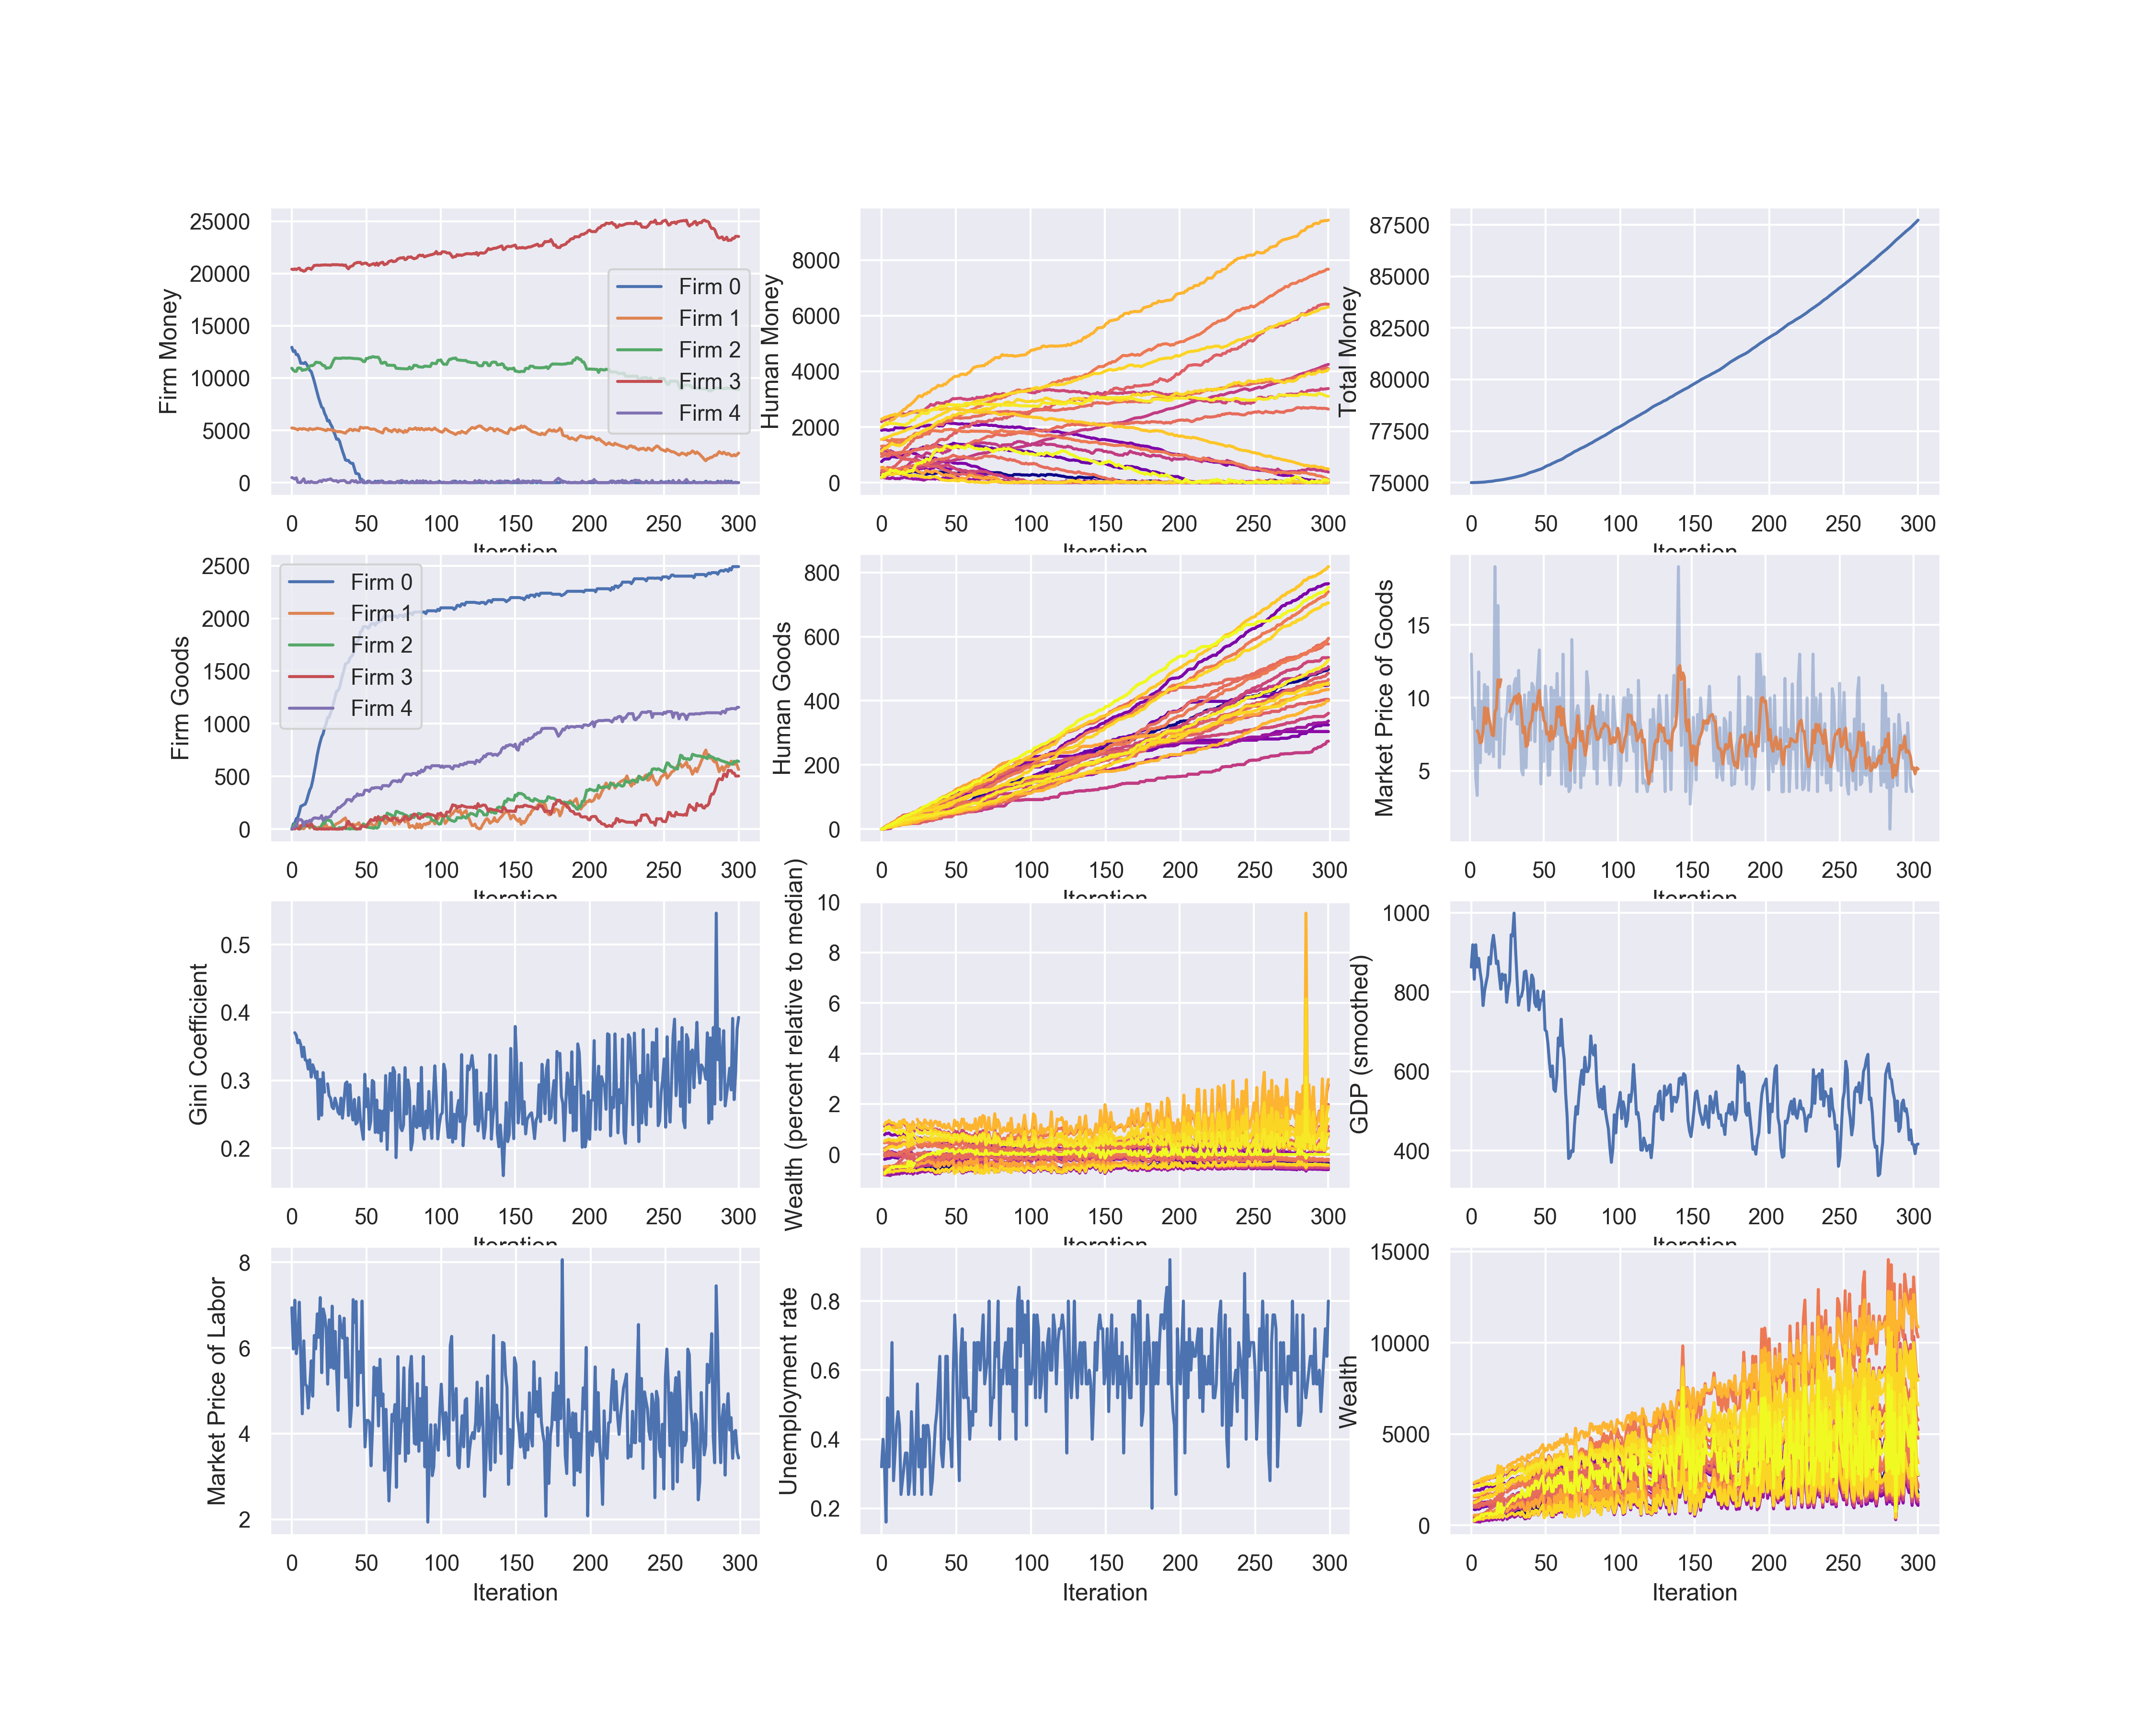 Firm Money
25000
20000
15000
10000
5000
0
0 50 100 150 200 250 300
Iteration
Firm 0
Firm 1
Firm 2
Firm 3
Firm 4
Human Money
8000
6000
4000
2000
0
0 50 100 150 200 250 300
Iteration
Total Money
87500
85000
82500
80000
77500
75000
0 50 100 150 200 250 300
Iteration
Firm Goods
2500
2000
1500
1000
500
0
0 50 100 150 200 250 300
Iteration
Firm 0
Firm 1
Firm 2
Firm 3
Firm 4
Human Goods
800
600
400
200
0
0 50 100 150 200 250 300
Iteration
Market Price of Goods
15
10
5
0 50 100 150 200 250 300
Iteration
Gini Coefficient
0.5
0.4
0.3
0.2
0 50 100 150 200 250 300
Iteration
Wealth (percent relative to median)
10
8
6
4
2
0
0 50 100 150 200 250 300
Iteration
GDP (smoothed)
1000
800
600
400
0 50 100 150 200 250 300
Iteration
Market Price of Labor
8
6
4
2
0 50 100 150 200 250 300
Iteration
Unemployment rate
0.8
0.6
0.4
0.2
0 50 100 150 200 250 300
Iteration
Wealth
15000
10000
5000
0
0 50 100 150 200 250 300
Iteration